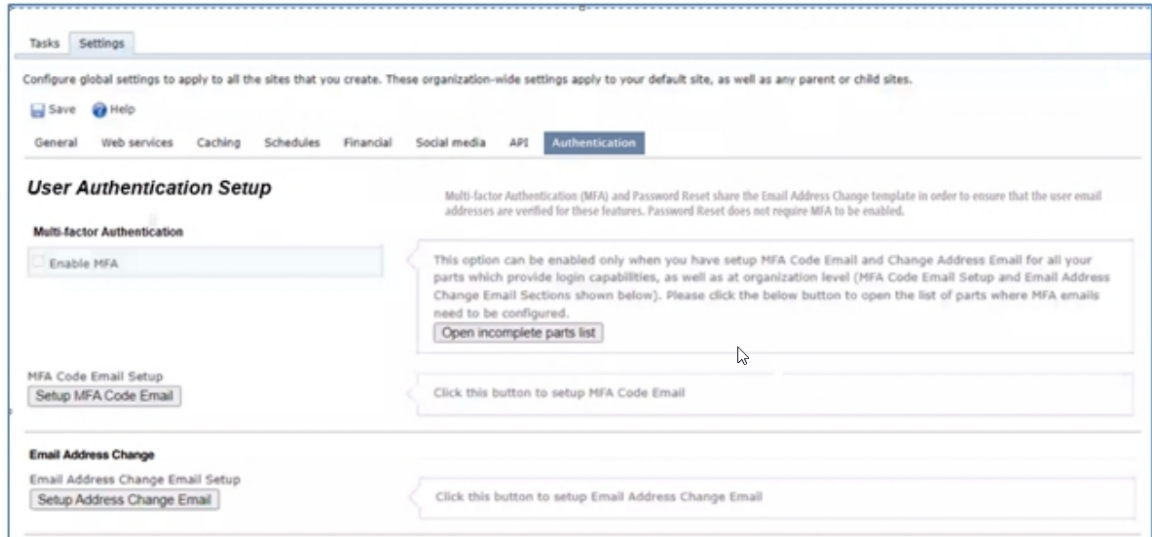 Tasks Settings
Configure global settings to apply to all the sites that you create. These organization-wide settings apply to your default site, as well as any parent or child sites.
Save Help
General Web services Caching Schedules Financial Social media API Authentication
User Authentication Setup
Multi-factor Authentication (MFA) and Password Reset share the Email Address Change template in order to ensure that the user email
addresses are verified for these features. Password Reset does not require MFA to be enabled.
Multi-factor Authentication
Enable MFA
This option can be enabled only when you have setup MFA Code Email and Change Address Email for all your
parts which provide login capabilities, as well as at organization level (MFA Code Email Setup and Email Address
Change Email Sections shown below). Please click the below button to open the list of parts where MFA emails
need to be configured.
Open incomplete parts list
MFA Code Email Setup
Setup MFA Code Email
Click this button to setup MFA Code Email
Email Address Change
Email Address Change Email Setup
Setup Address Change Email
Click this button to setup Email Address Change Email